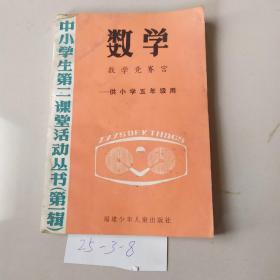 中小学生第二课堂活动丛书(第一辑)
数学
数学竞赛宫
—供小学五年级用
ZZXSDEKTHDCS
福建少年儿童出版社
25-3-8